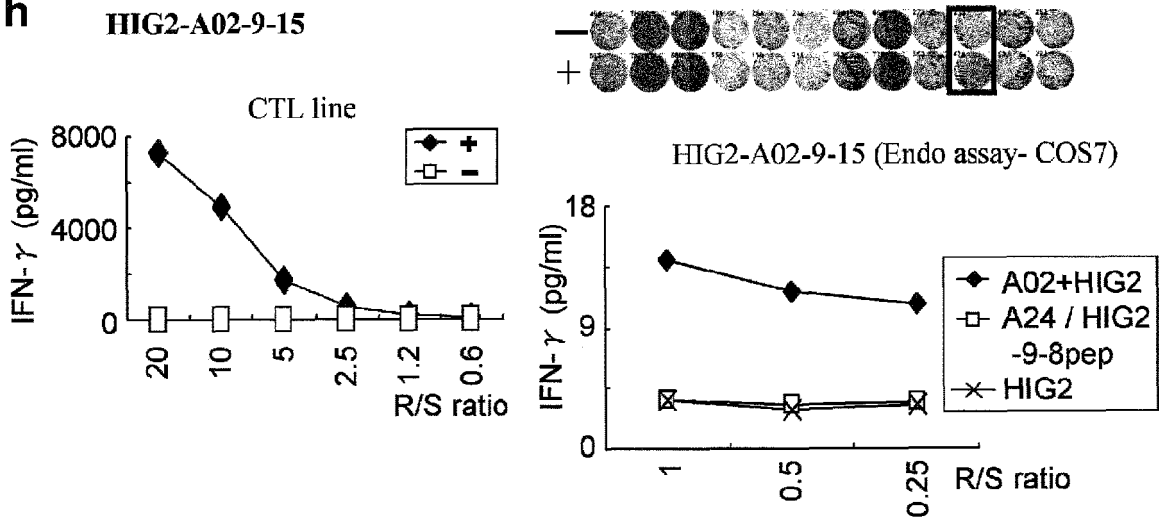 h
HIG2-A02-9-15
−
+
CTL line
8000
4000
0
IFN-γ (pg/ml)
+
−
20
10
5
2.5
1.2
0.6
R/S ratio
HIG2-A02-9-15 (Endo assay- COS7)
18
9
0
IFN-γ (pg/ml)
A02+HIG2
A24 / HIG2
-9-8pep
HIG2
1
0.5
0.25
R/S ratio